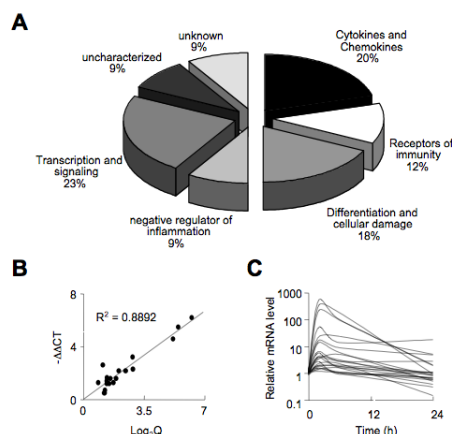 A
unknown
9%
Cytokines and
Chemokines
20%
uncharacterized
9%
Receptors of
immunity
12%
Transcription and
signaling
23%
negative regulator of
inflammation
9%
Differentiation and
cellular damage
18%
B
-ΔΔCT
8
4
0
R² = 0.8892
0
3.5
7
Log-Q
C
Relative mRNA level
1000
100
10
1
0.1
0
12
24
Time (h)